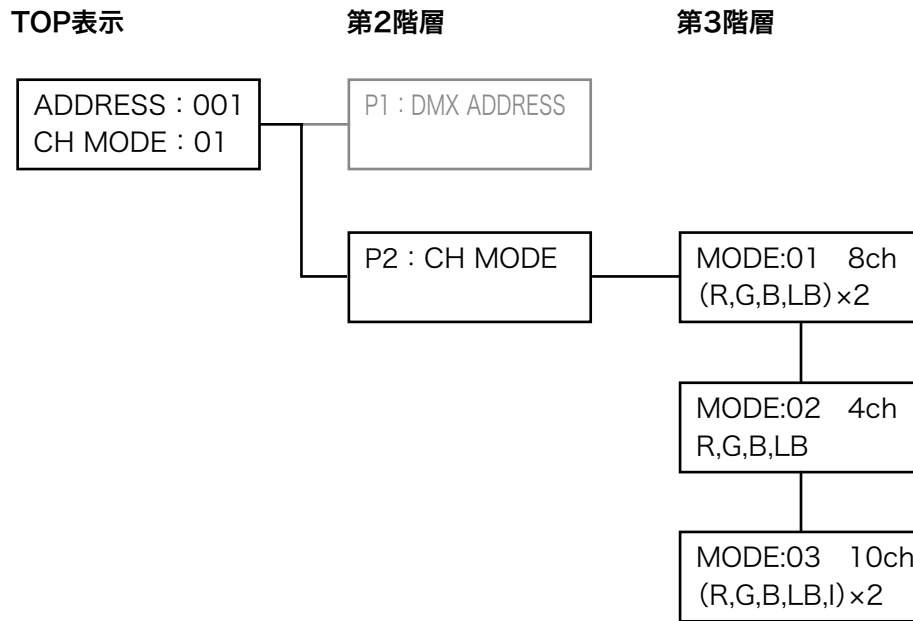 TOP表示
第2階層
第3階層
ADDRESS：001
CH MODE：01
P1：DMX ADDRESS
P2：CH MODE
MODE:01　8ch
（R,G,B,LB）×2
MODE:02　4ch
R,G,B,LB
MODE:03　10ch
（R,G,B,LB,I）×2